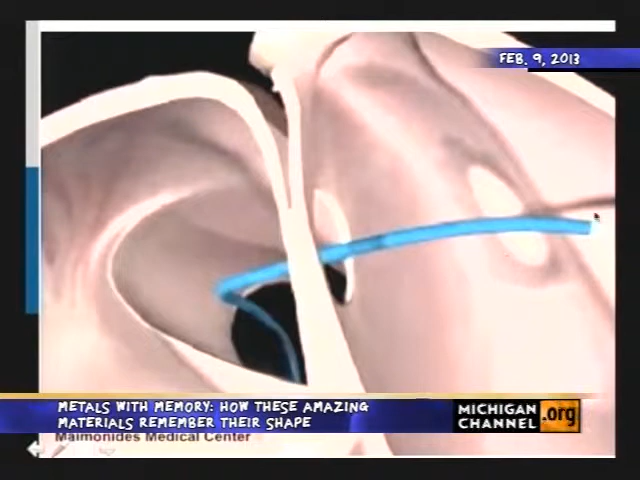 FEB. 9, 2013
METALS WITH MEMORY: HOW THESE AMAZING
MATERIALS REMEMBER THEIR SHAPE
MICHIGAN
CHANNEL .org
Maimonides Medical Center